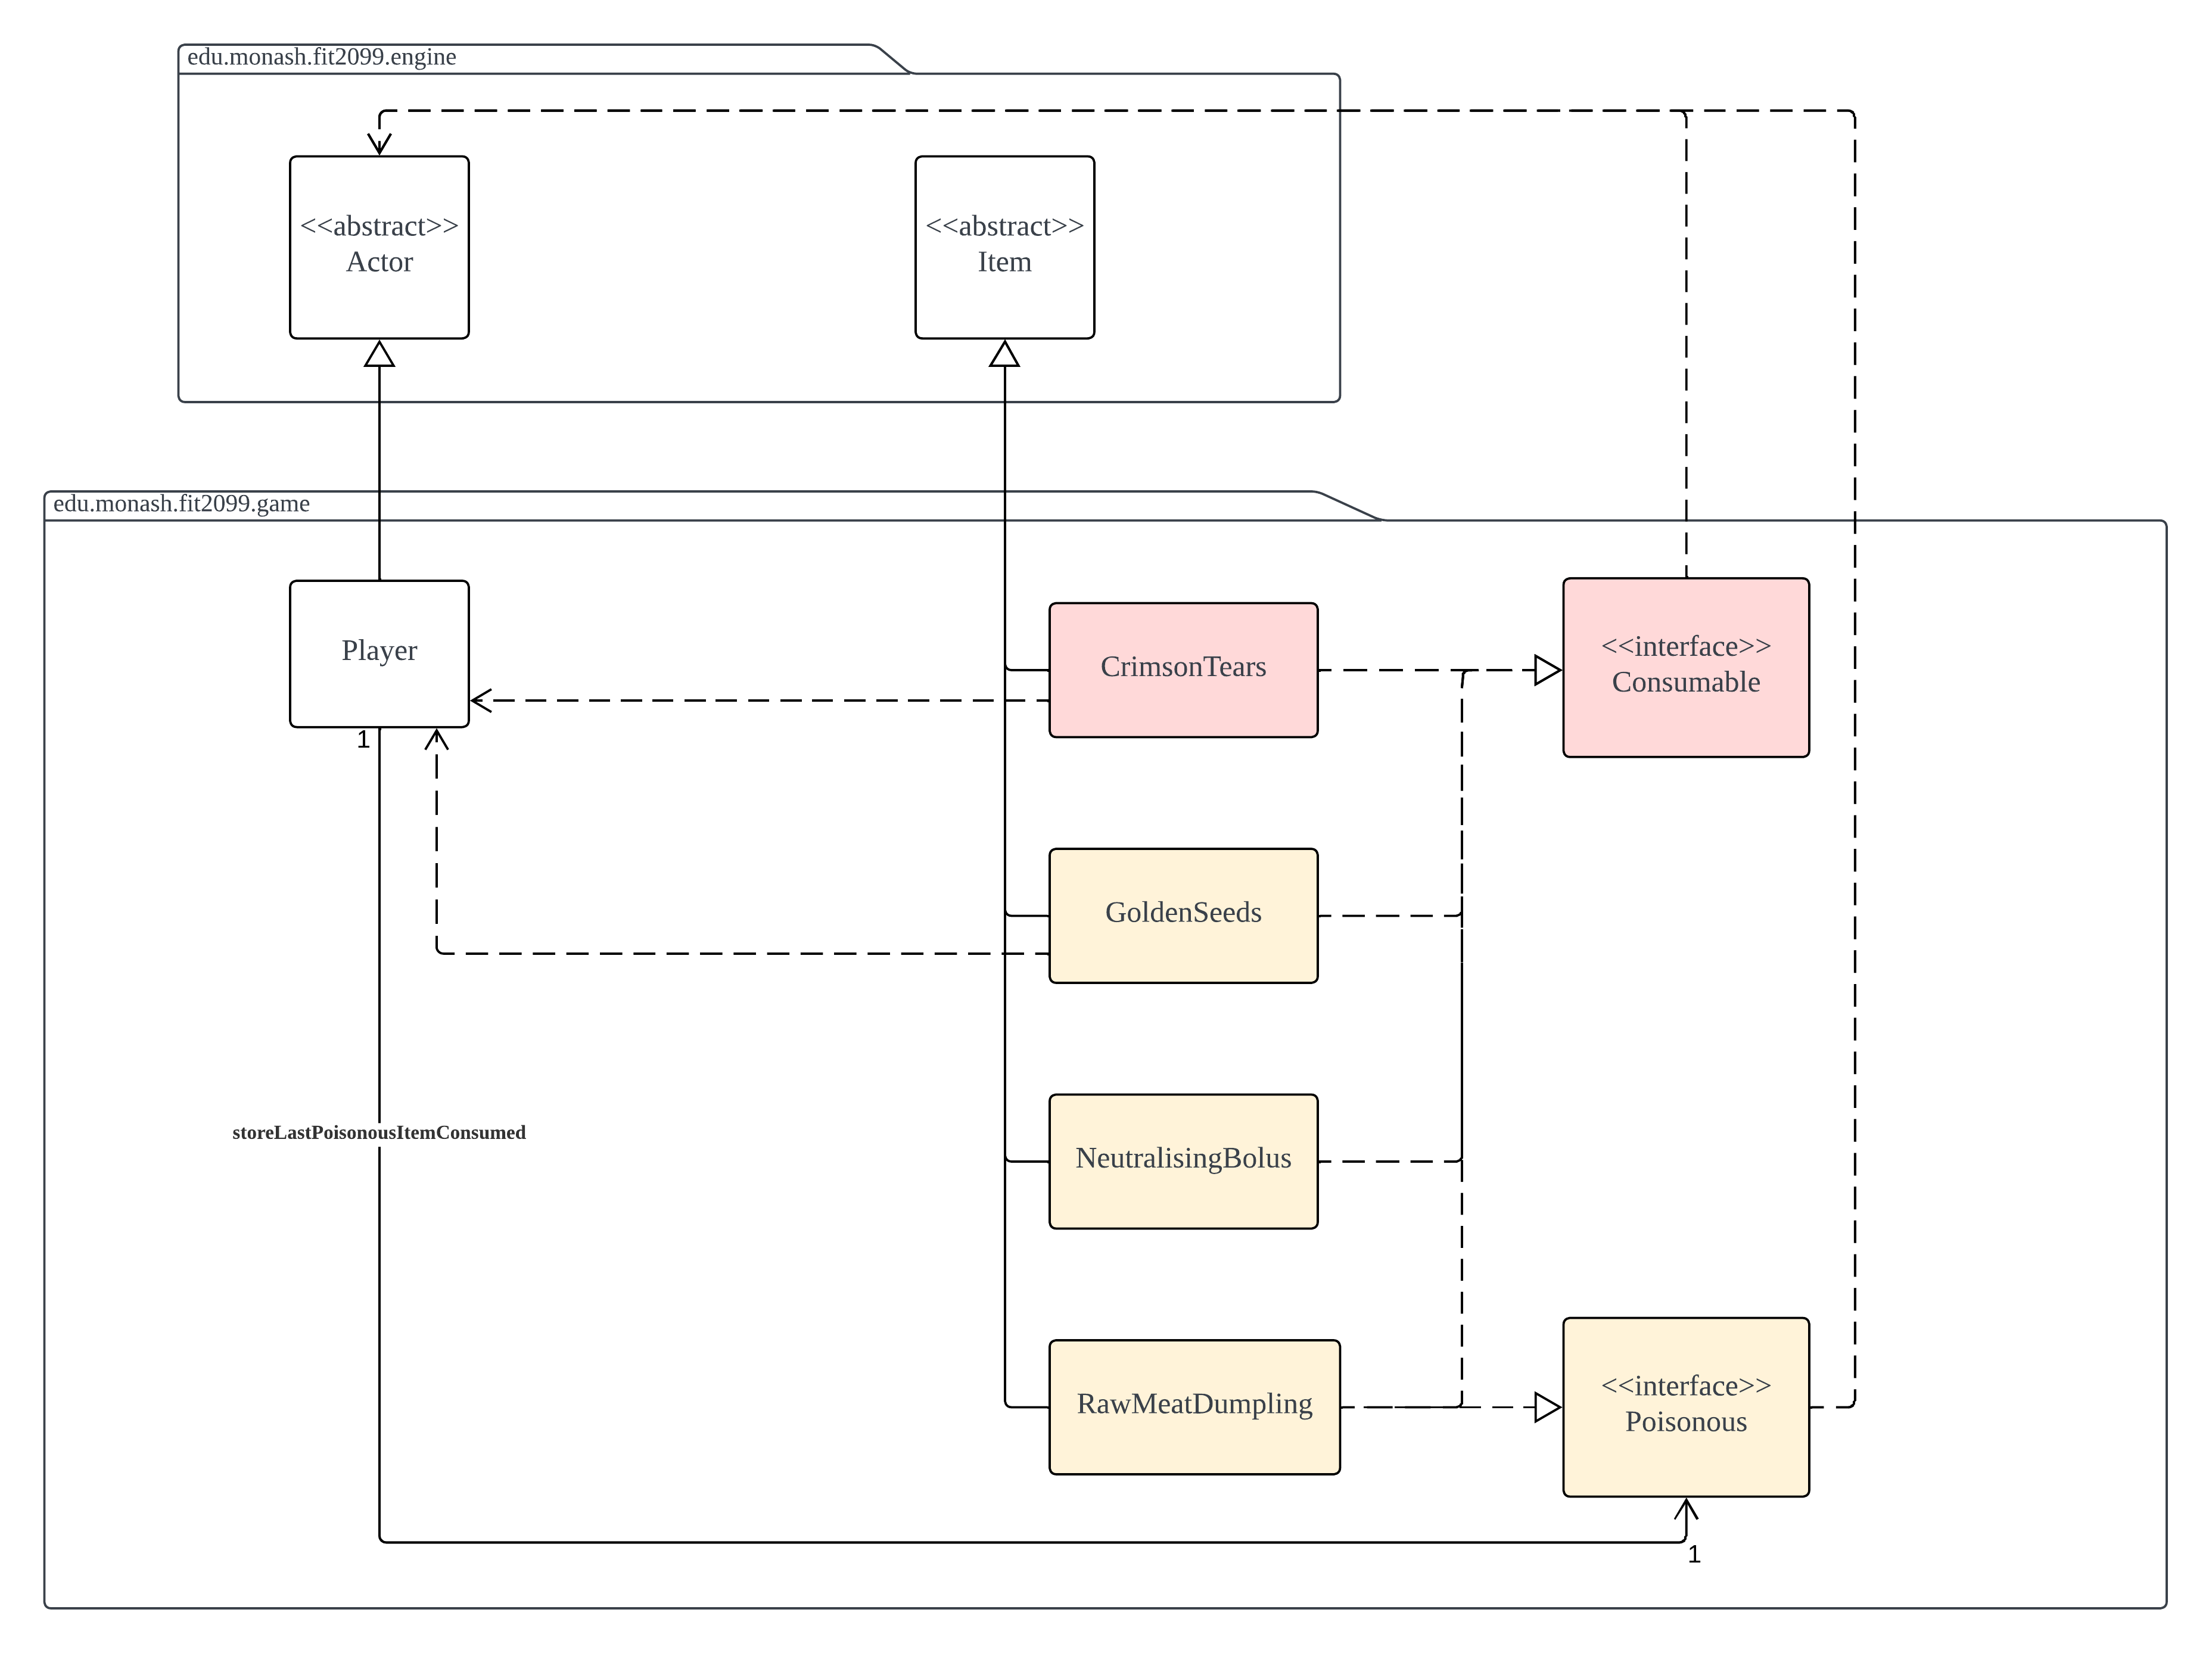 edu.monash.fit2099.engine
<<abstract>>
Actor
<<abstract>>
Item
edu.monash.fit2099.game
Player
CrimsonTears
<<interface>>
Consumable
1
GoldenSeeds
storeLastPoisonousItemConsumed
NeutralisingBolus
RawMeatDumpling
<<interface>>
Poisonous
1